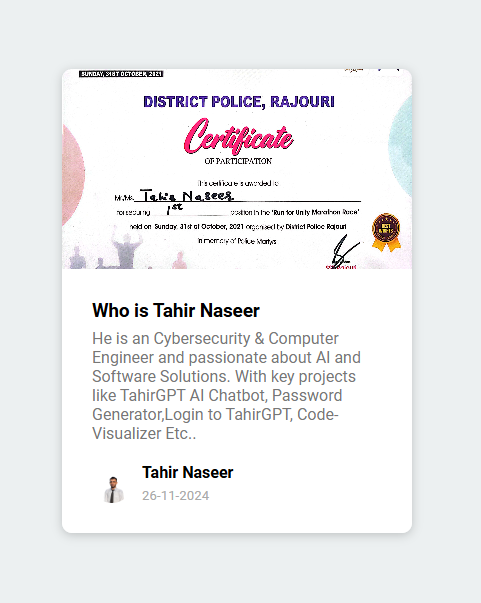 SUNDAY, 31ST OCTOBER, 2021
DISTRICT POLICE, RAJOURI
Certificate
OF PARTICIPATION
This certificate is awarded to
Mr/Ms. Tahir Naseer
for securing 1st position in the 'Run for Unity Marathon Race'
held on Sunday, 31st of October, 2021 organised by District Police Rajouri
in memory of Police Martyrs
BEST
Who is Tahir Naseer
He is an Cybersecurity & Computer
Engineer and passionate about AI and
Software Solutions. With key projects
like TahirGPT AI Chatbot, Password
Generator,Login to TahirGPT, Code-
Visualizer Etc..
Tahir Naseer
26-11-2024